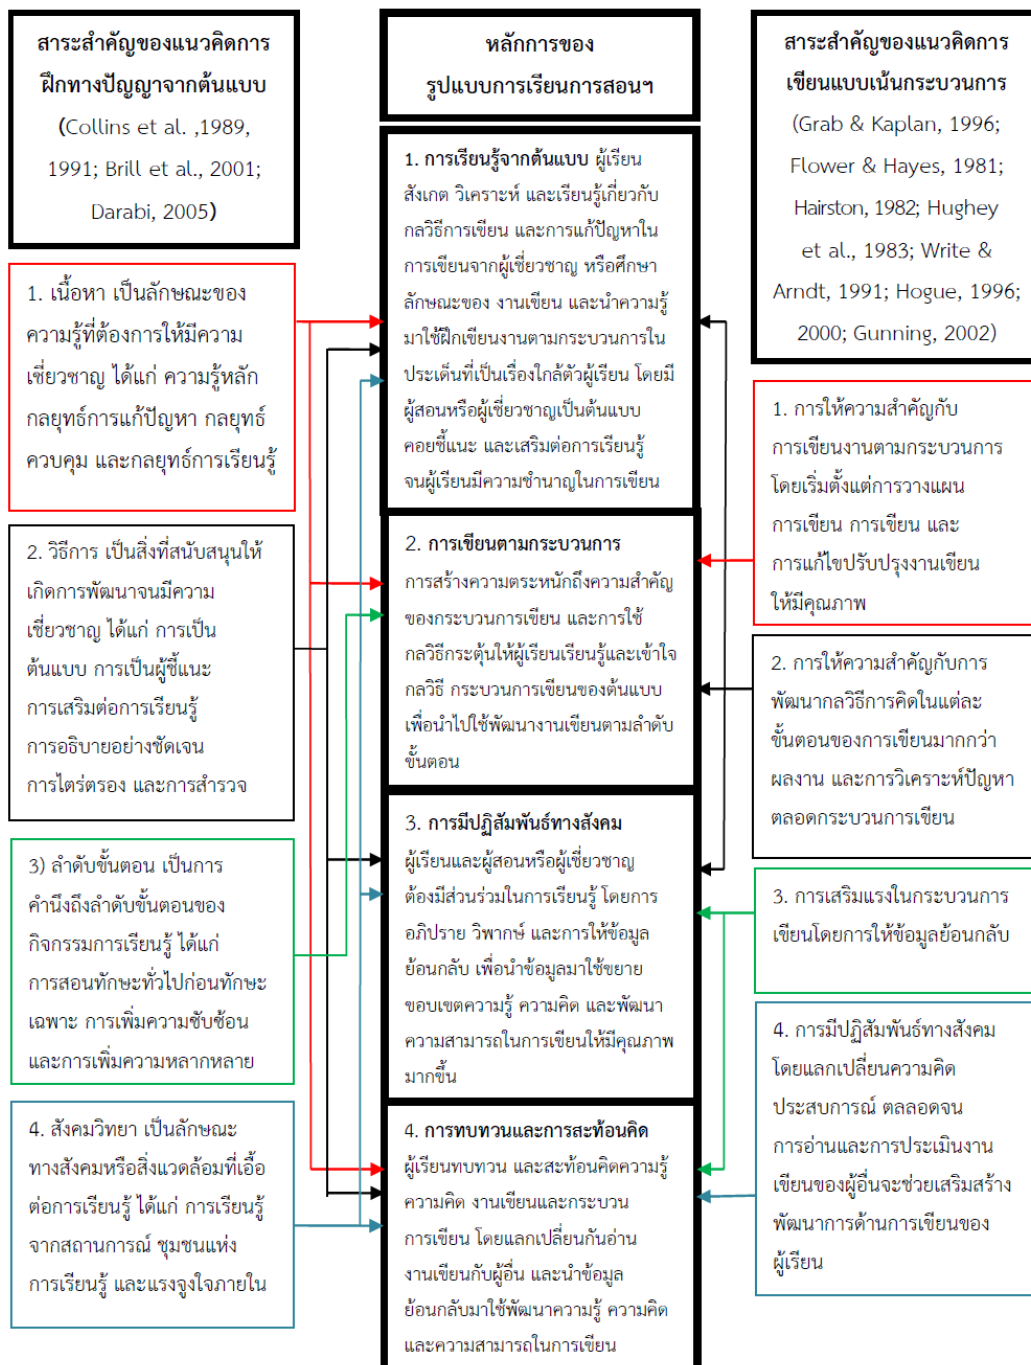 สาระสำคัญของแนวคิดการ
ฝึกทางปัญญาจากต้นแบบ
(Collins et al. ,1989,
1991; Brill et al., 2001;
Darabi, 2005)
1. เนื้อหา เป็นลักษณะของ
ความรู้ที่ต้องการให้มีความ
เชี่ยวชาญ ได้แก่ ความรู้หลัก
กลยุทธ์การแก้ปัญหา กลยุทธ์
ควบคุม และกลยุทธ์การเรียนรู้
2. วิธีการ เป็นสิ่งที่สนับสนุนให้
เกิดการพัฒนาจนมีความ
เชี่ยวชาญ ได้แก่ การเป็น
ต้นแบบ การเป็นผู้ชี้แนะ
การเสริมต่อการเรียนรู้
การอธิบายอย่างชัดเจน
การไตร่ตรอง และการสำรวจ
3) ลำดับขั้นตอน เป็นการ
คำนึงถึงลำดับขั้นตอนของ
กิจกรรมการเรียนรู้ ได้แก่
การสอนทักษะทั่วไปก่อนทักษะ
เฉพาะ การเพิ่มความซับซ้อน
และการเพิ่มความหลากหลาย
4. สังคมวิทยา เป็นลักษณะ
ทางสังคมหรือสิ่งแวดล้อมที่เอื้อ
ต่อการเรียนรู้ ได้แก่ การเรียนรู้
จากสถานการณ์ ชุมชนแห่ง
การเรียนรู้ และแรงจูงใจภายใน
หลักการของ
รูปแบบการเรียนการสอนฯ
1. การเรียนรู้จากต้นแบบ ผู้เรียน
สังเกต วิเคราะห์ และเรียนรู้เกี่ยวกับ
กลวิธีการเขียน และการแก้ปัญหาใน
การเขียนจากผู้เชี่ยวชาญ หรือศึกษา
ลักษณะของ งานเขียน และนำความรู้
มาใช้ฝึกเขียนงานตามกระบวนการใน
ประเด็นที่เป็นเรื่องใกล้ตัวผู้เรียน โดยมี
ผู้สอนหรือผู้เชี่ยวชาญเป็นต้นแบบ
คอยชี้แนะ และเสริมต่อการเรียนรู้
จนผู้เรียนมีความชำนาญในการเขียน
2. การเขียนตามกระบวนการ
การสร้างความตระหนักถึงความสำคัญ
ของกระบวนการเขียน และการใช้
กลวิธีกระตุ้นให้ผู้เรียนเรียนรู้และเข้าใจ
กลวิธี กระบวนการเขียนของต้นแบบ
เพื่อนำไปใช้พัฒนางานเขียนตามลำดับ
ขั้นตอน
3. การมีปฏิสัมพันธ์ทางสังคม
ผู้เรียนและผู้สอนหรือผู้เชี่ยวชาญ
ต้องมีส่วนร่วมในการเรียนรู้ โดยการ
อภิปราย วิพากษ์ และการให้ข้อมูล
ย้อนกลับ เพื่อนำข้อมูลมาใช้ขยาย
ขอบเขตความรู้ ความคิด และพัฒนา
ความสามารถในการเขียนให้มีคุณภาพ
มากขึ้น
4. การทบทวนและการสะท้อนคิด
ผู้เรียนทบทวน และสะท้อนคิดความรู้
ความคิด งานเขียนและกระบวน
การเขียน โดยแลกเปลี่ยนกันอ่าน
งานเขียนกับผู้อื่น และนำข้อมูล
ย้อนกลับมาใช้พัฒนาความรู้ ความคิด
และความสามารถในการเขียน
สาระสำคัญของแนวคิดการ
เขียนแบบเน้นกระบวนการ
(Grab & Kaplan, 1996;
Flower & Hayes, 1981;
Hairston, 1982; Hughey
et al., 1983; Write &
Arndt, 1991; Hogue, 1996;
2000; Gunning, 2002)
1. การให้ความสำคัญกับ
การเขียนงานตามกระบวนการ
โดยเริ่มตั้งแต่การวางแผน
การเขียน การเขียน และ
การแก้ไขปรับปรุงงานเขียน
ให้มีคุณภาพ
2. การให้ความสำคัญกับการ
พัฒนากลวิธีการคิดในแต่ละ
ขั้นตอนของการเขียนมากกว่า
ผลงาน และการวิเคราะห์ปัญหา
ตลอดกระบวนการเขียน
3. การเสริมแรงในกระบวนการ
เขียนโดยการให้ข้อมูลย้อนกลับ
4. การมีปฏิสัมพันธ์ทางสังคม
โดยแลกเปลี่ยนความคิด
ประสบการณ์ ตลลอดจน
การอ่านและการประเมินงาน
เขียนของผู้อื่นจะช่วยเสริมสร้าง
พัฒนาการด้านการเขียนของ
ผู้เรียน